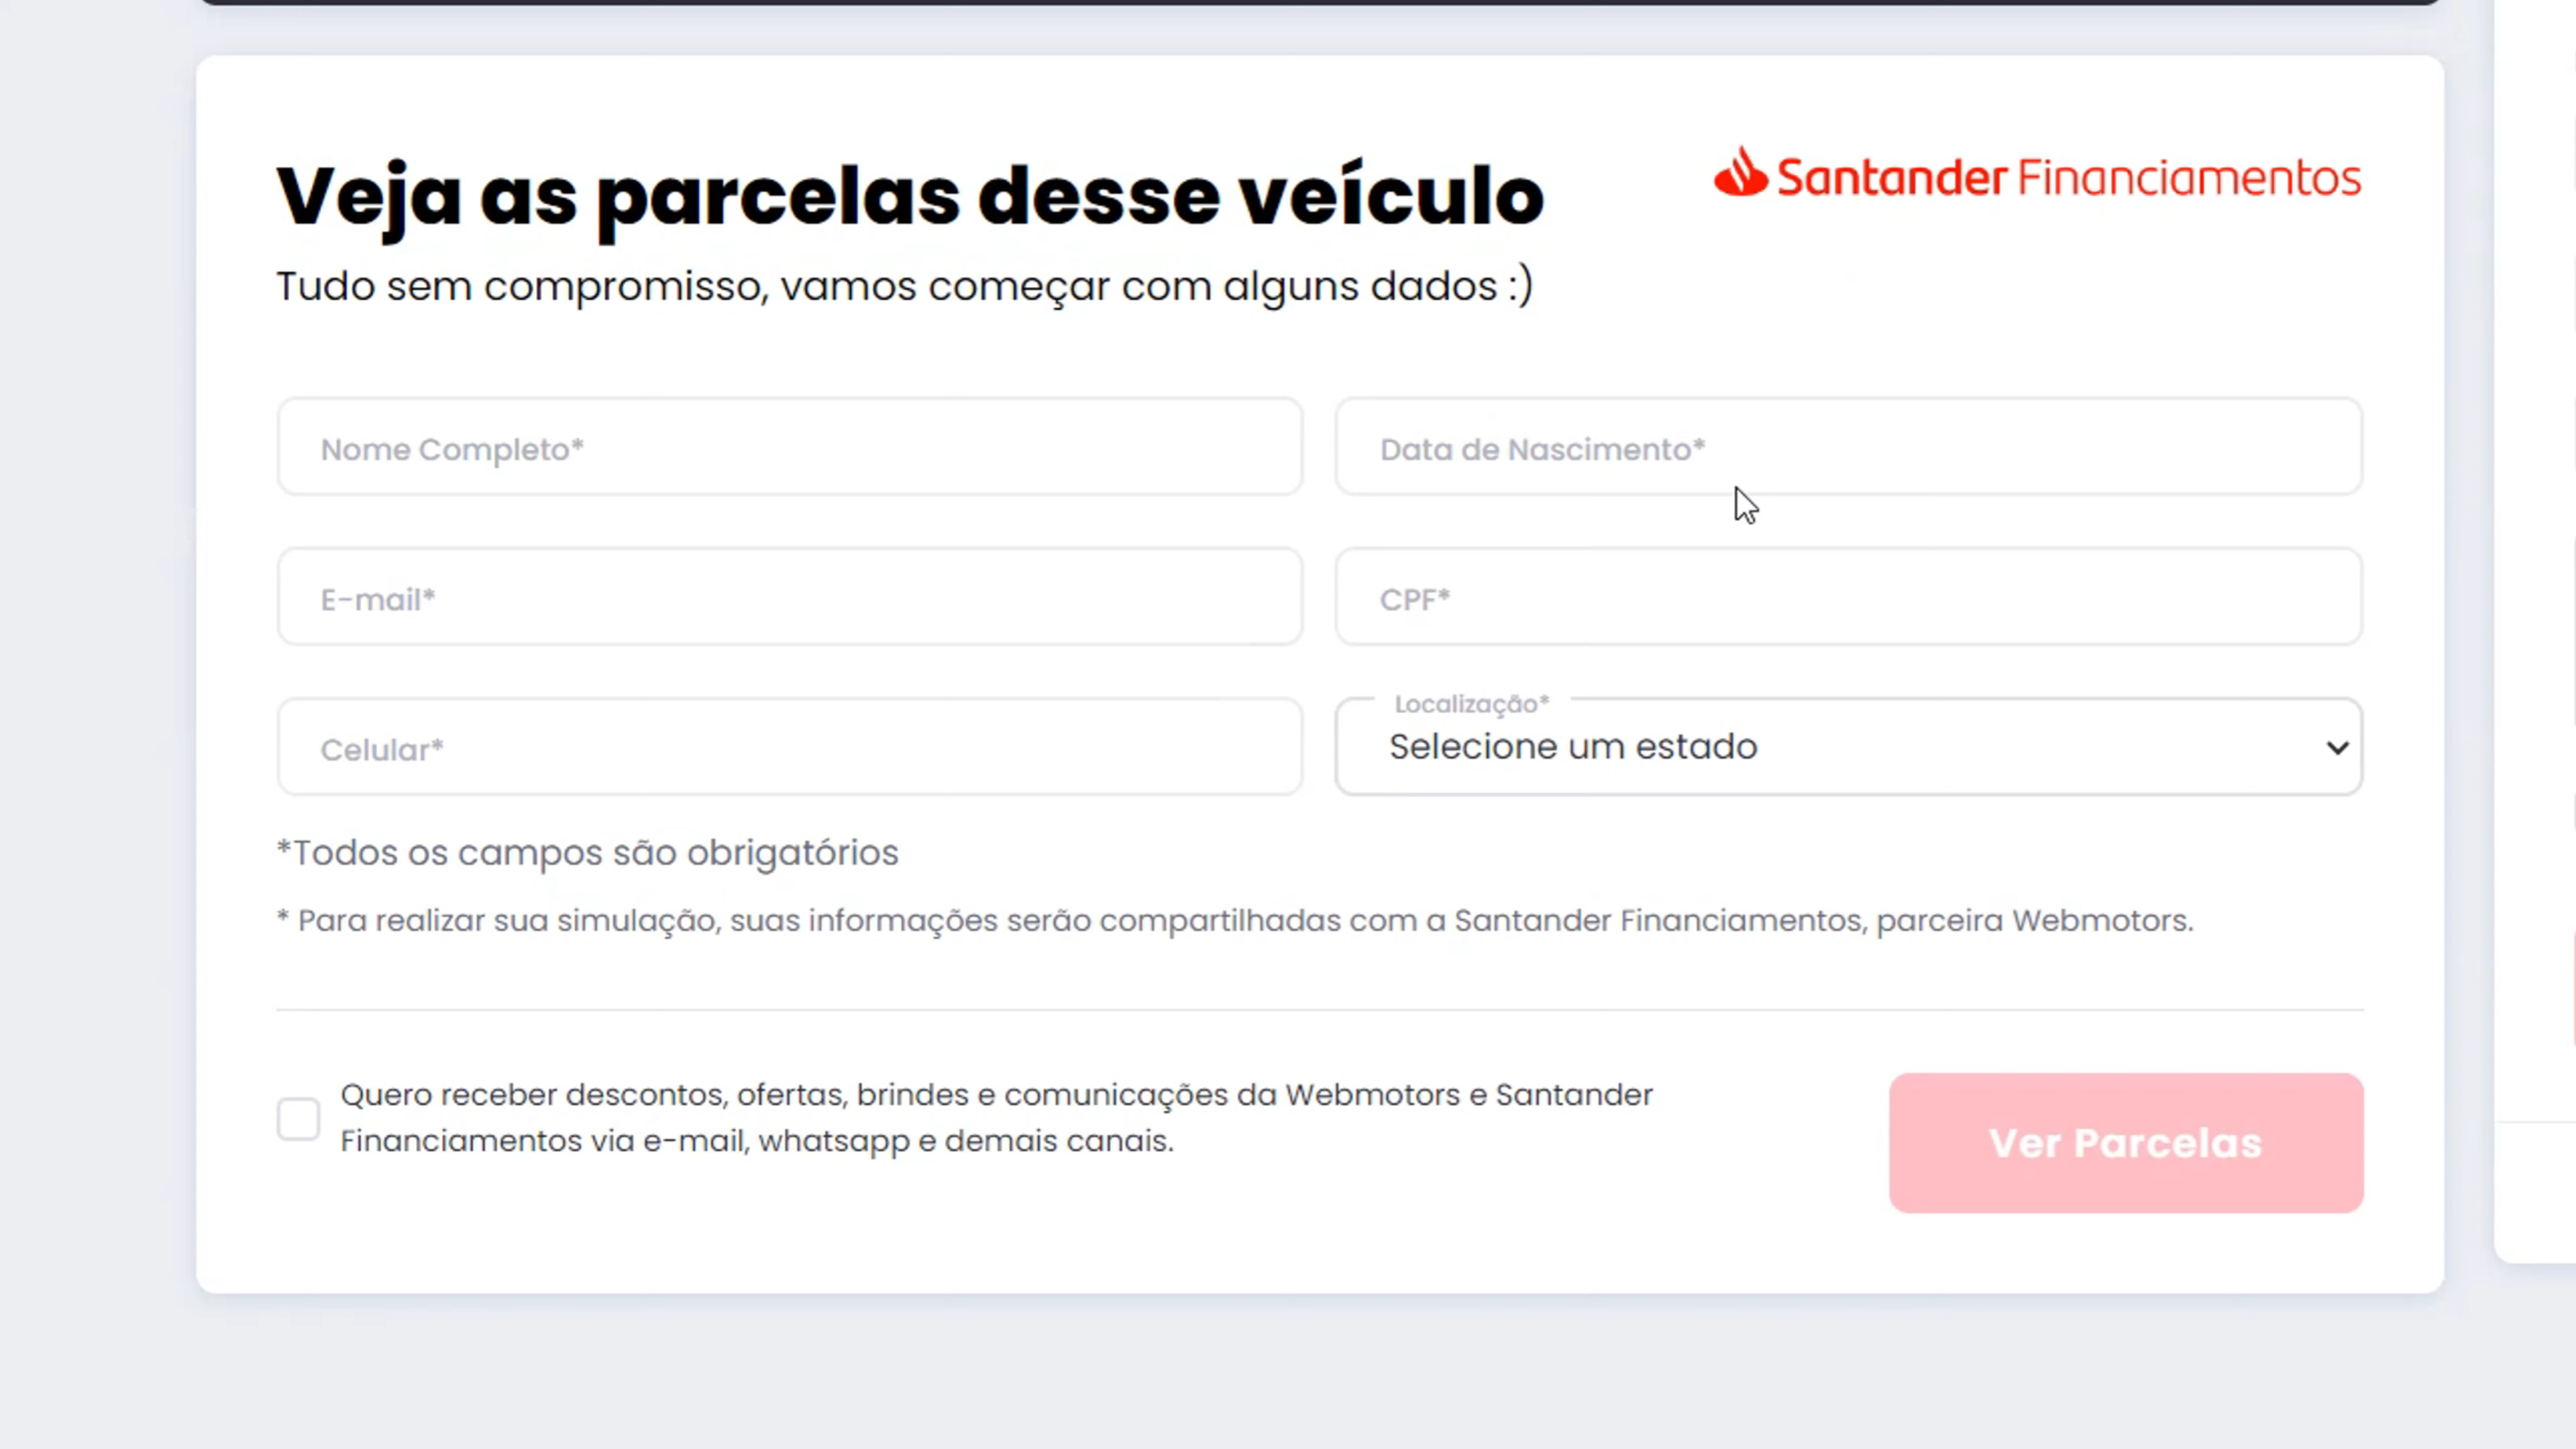 Veja as parcelas desse veículo
Santander Financiamentos
Tudo sem compromisso, vamos começar com alguns dados :)
Nome Completo*
Data de Nascimento*
E-mail*
CPF*
Celular*
Localização*
Selecione um estado
*Todos os campos são obrigatórios
* Para realizar sua simulação, suas informações serão compartilhadas com a Santander Financiamentos, parceira Webmotors.
Quero receber descontos, ofertas, brindes e comunicações da Webmotors e Santander
Financiamentos via e-mail, whatsapp e demais canais.
Ver Parcelas